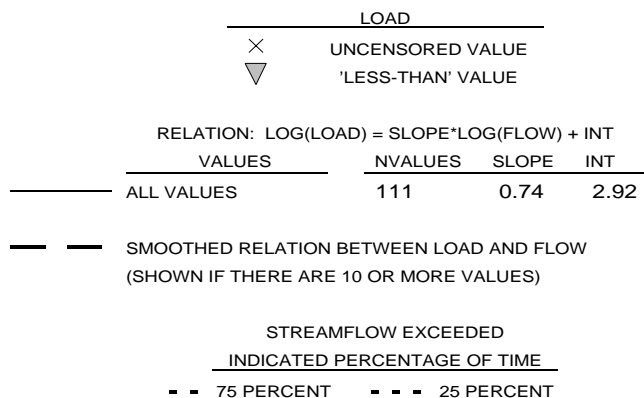 LOAD
UNCENSORED VALUE
'LESS-THAN' VALUE
RELATION: LOG(LOAD) = SLOPE*LOG(FLOW) + INT
VALUES NVALUES SLOPE INT
ALL VALUES 111 0.74 2.92
SMOOTHED RELATION BETWEEN LOAD AND FLOW
(SHOWN IF THERE ARE 10 OR MORE VALUES)
STREAMFLOW EXCEEDED
INDICATED PERCENTAGE OF TIME
75 PERCENT 25 PERCENT